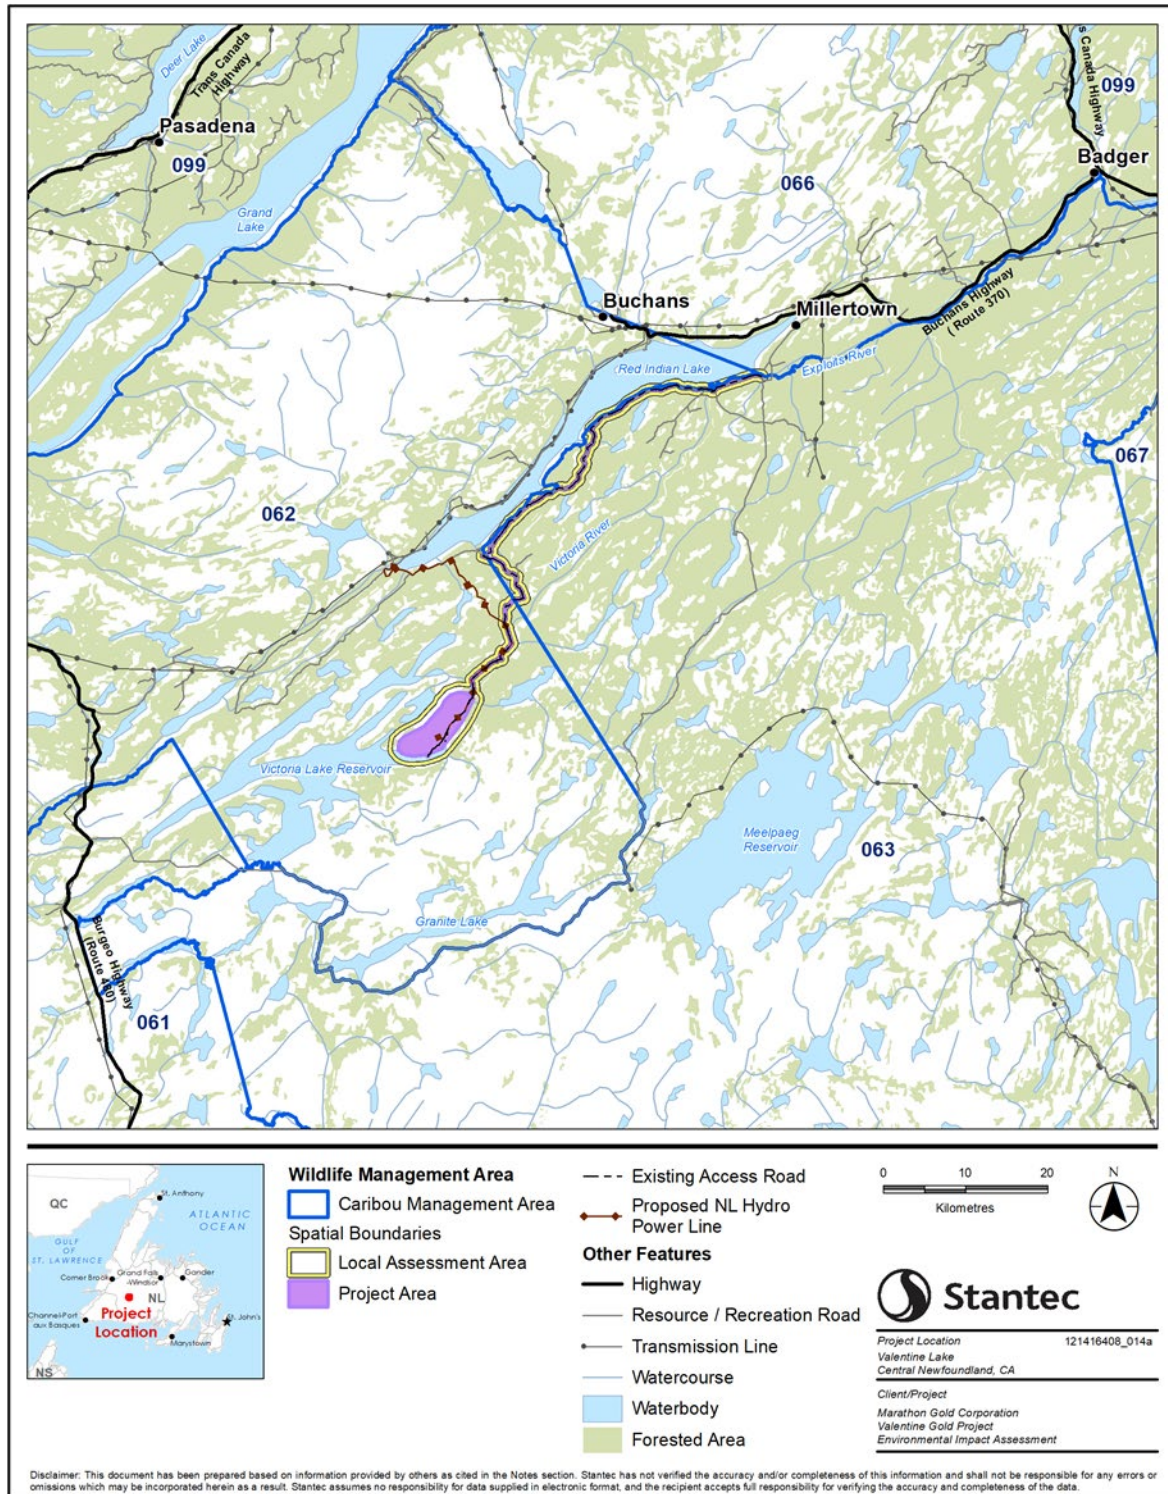 Deer Lake
Trans Canada
Highway
s Canada Highway
099
Pasadena
099
Badger
066
Grand
Lake
Buchans
Millertown
Buchans Highway
( Route 370)
Exploits River
Red Indian Lake
067
062
Victoria River
Victoria Lake Reservoir
Meelpaeg
Reservoir
063
Granite Lake
Burgeo Highway
(Route 480)
061
QC
St. Anthony
ATLANTIC
OCEAN
GULF
OF
ST. LAWRENCE
Corner Brook
Grand Falls
-Windsor
Gander
NL
Project
Location
Channel-Port
aux Basques
St. John's
Marystown
NS
Wildlife Management Area
Caribou Management Area
Spatial Boundaries
Local Assessment Area
Project Area
Existing Access Road
Proposed NL Hydro
Power Line
Other Features
Highway
Resource / Recreation Road
Transmission Line
Watercourse
Waterbody
Forested Area
0 10 20
Kilometres
N
Stantec
Project Location 121416408_014a
Valentine Lake
Central Newfoundland, CA
Client/Project
Marathon Gold Corporation
Valentine Gold Project
Environmental Impact Assessment
Disclaimer: This document has been prepared based on information provided by others as cited in the Notes section. Stantec has not verified the accuracy and/or completeness of this information and shall not be responsible for any errors or
omissions which may be incorporated herein as a result. Stantec assumes no responsibility for data supplied in electronic format, and the recipient accepts full responsibility for verifying the accuracy and completeness of the data.